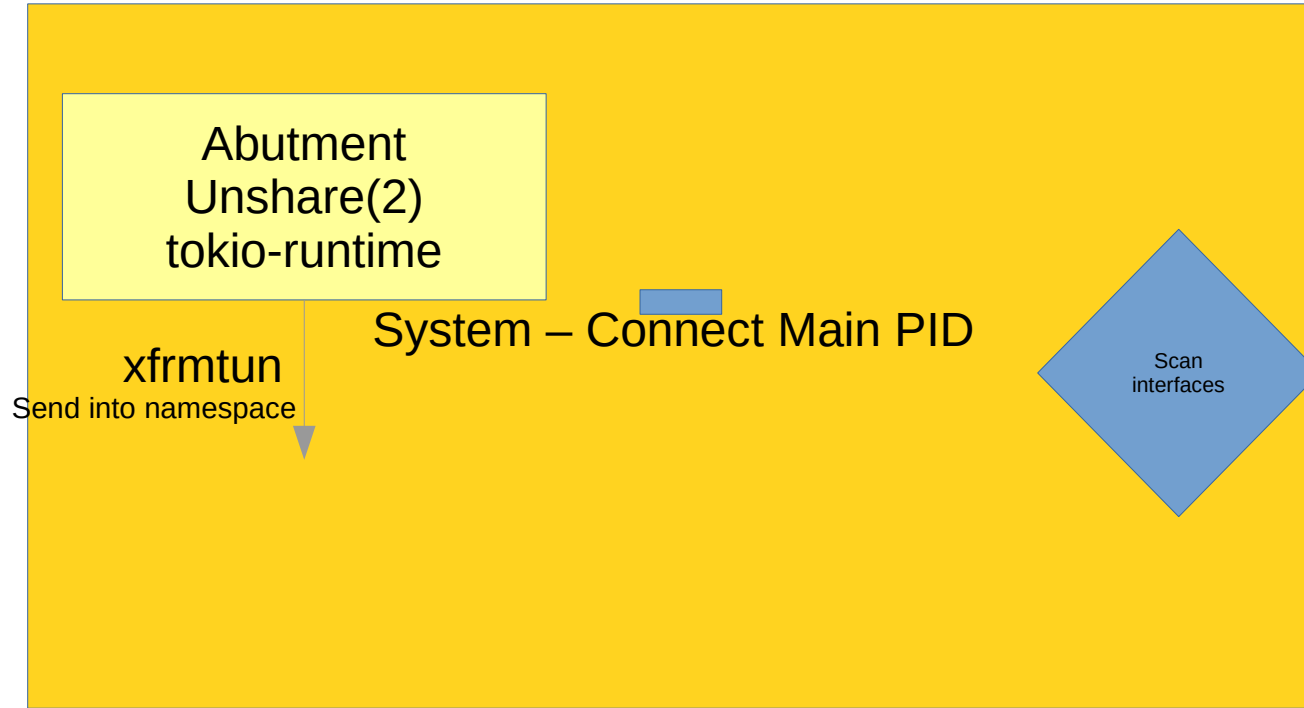 Abutment
Unshare(2)
tokio-runtime
System – Connect Main PID
xfrmtun
Send into namespace
Scan
interfaces